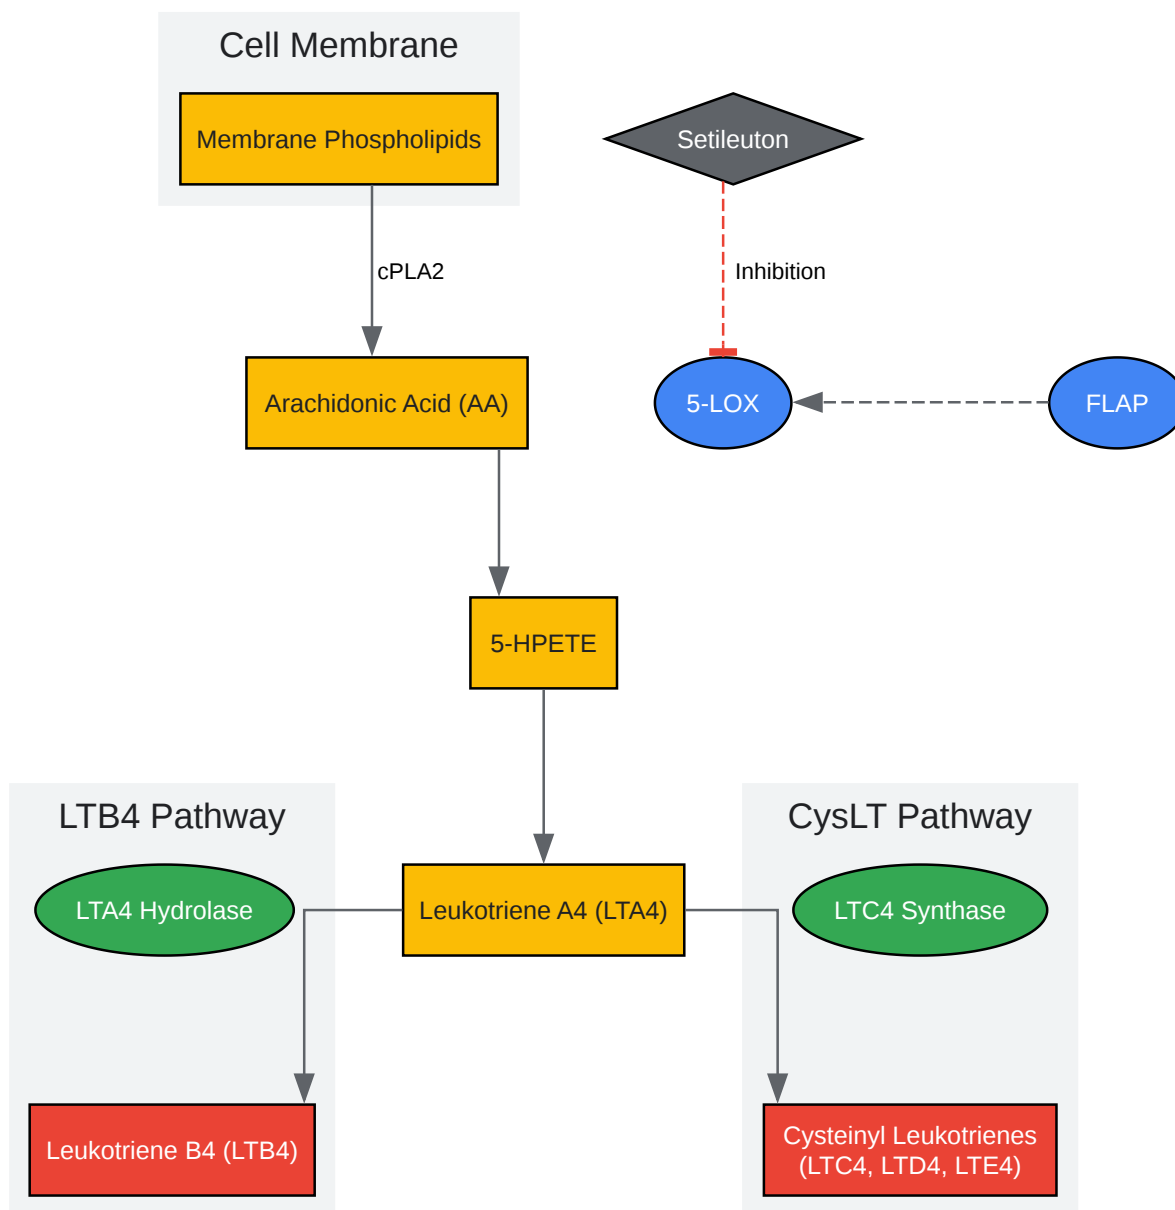 Cell Membrane
Membrane Phospholipids
Setileuton
cPLA2
Inhibition
Arachidonic Acid (AA)
5-LOX
FLAP
5-HPETE
LTB4 Pathway
CysLT Pathway
LTA4 Hydrolase
Leukotriene A4 (LTA4)
LTC4 Synthase
Leukotriene B4 (LTB4)
Cysteinyl Leukotrienes
(LTC4, LTD4, LTE4)